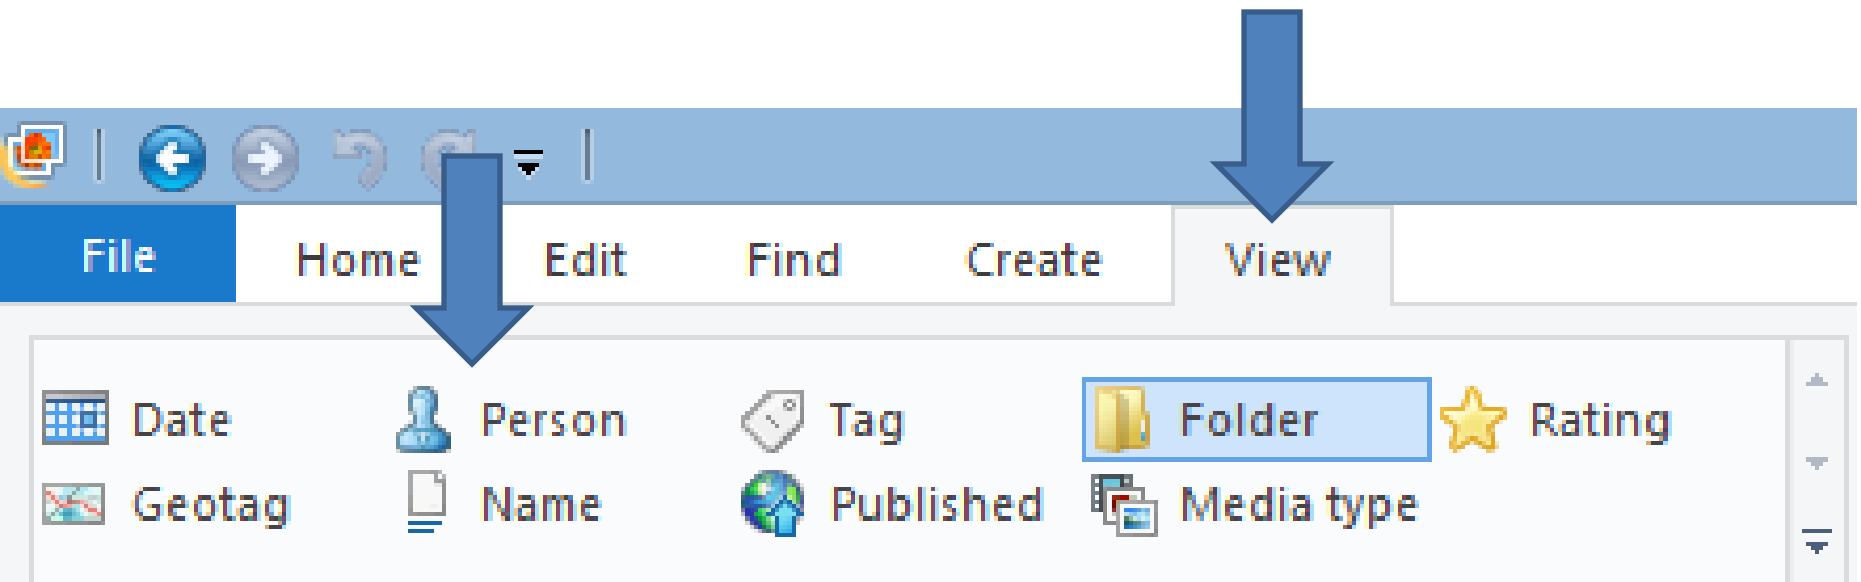 File Home Edit Find Create View
Date Person Tag Folder Rating
Geotag Name Published Media type